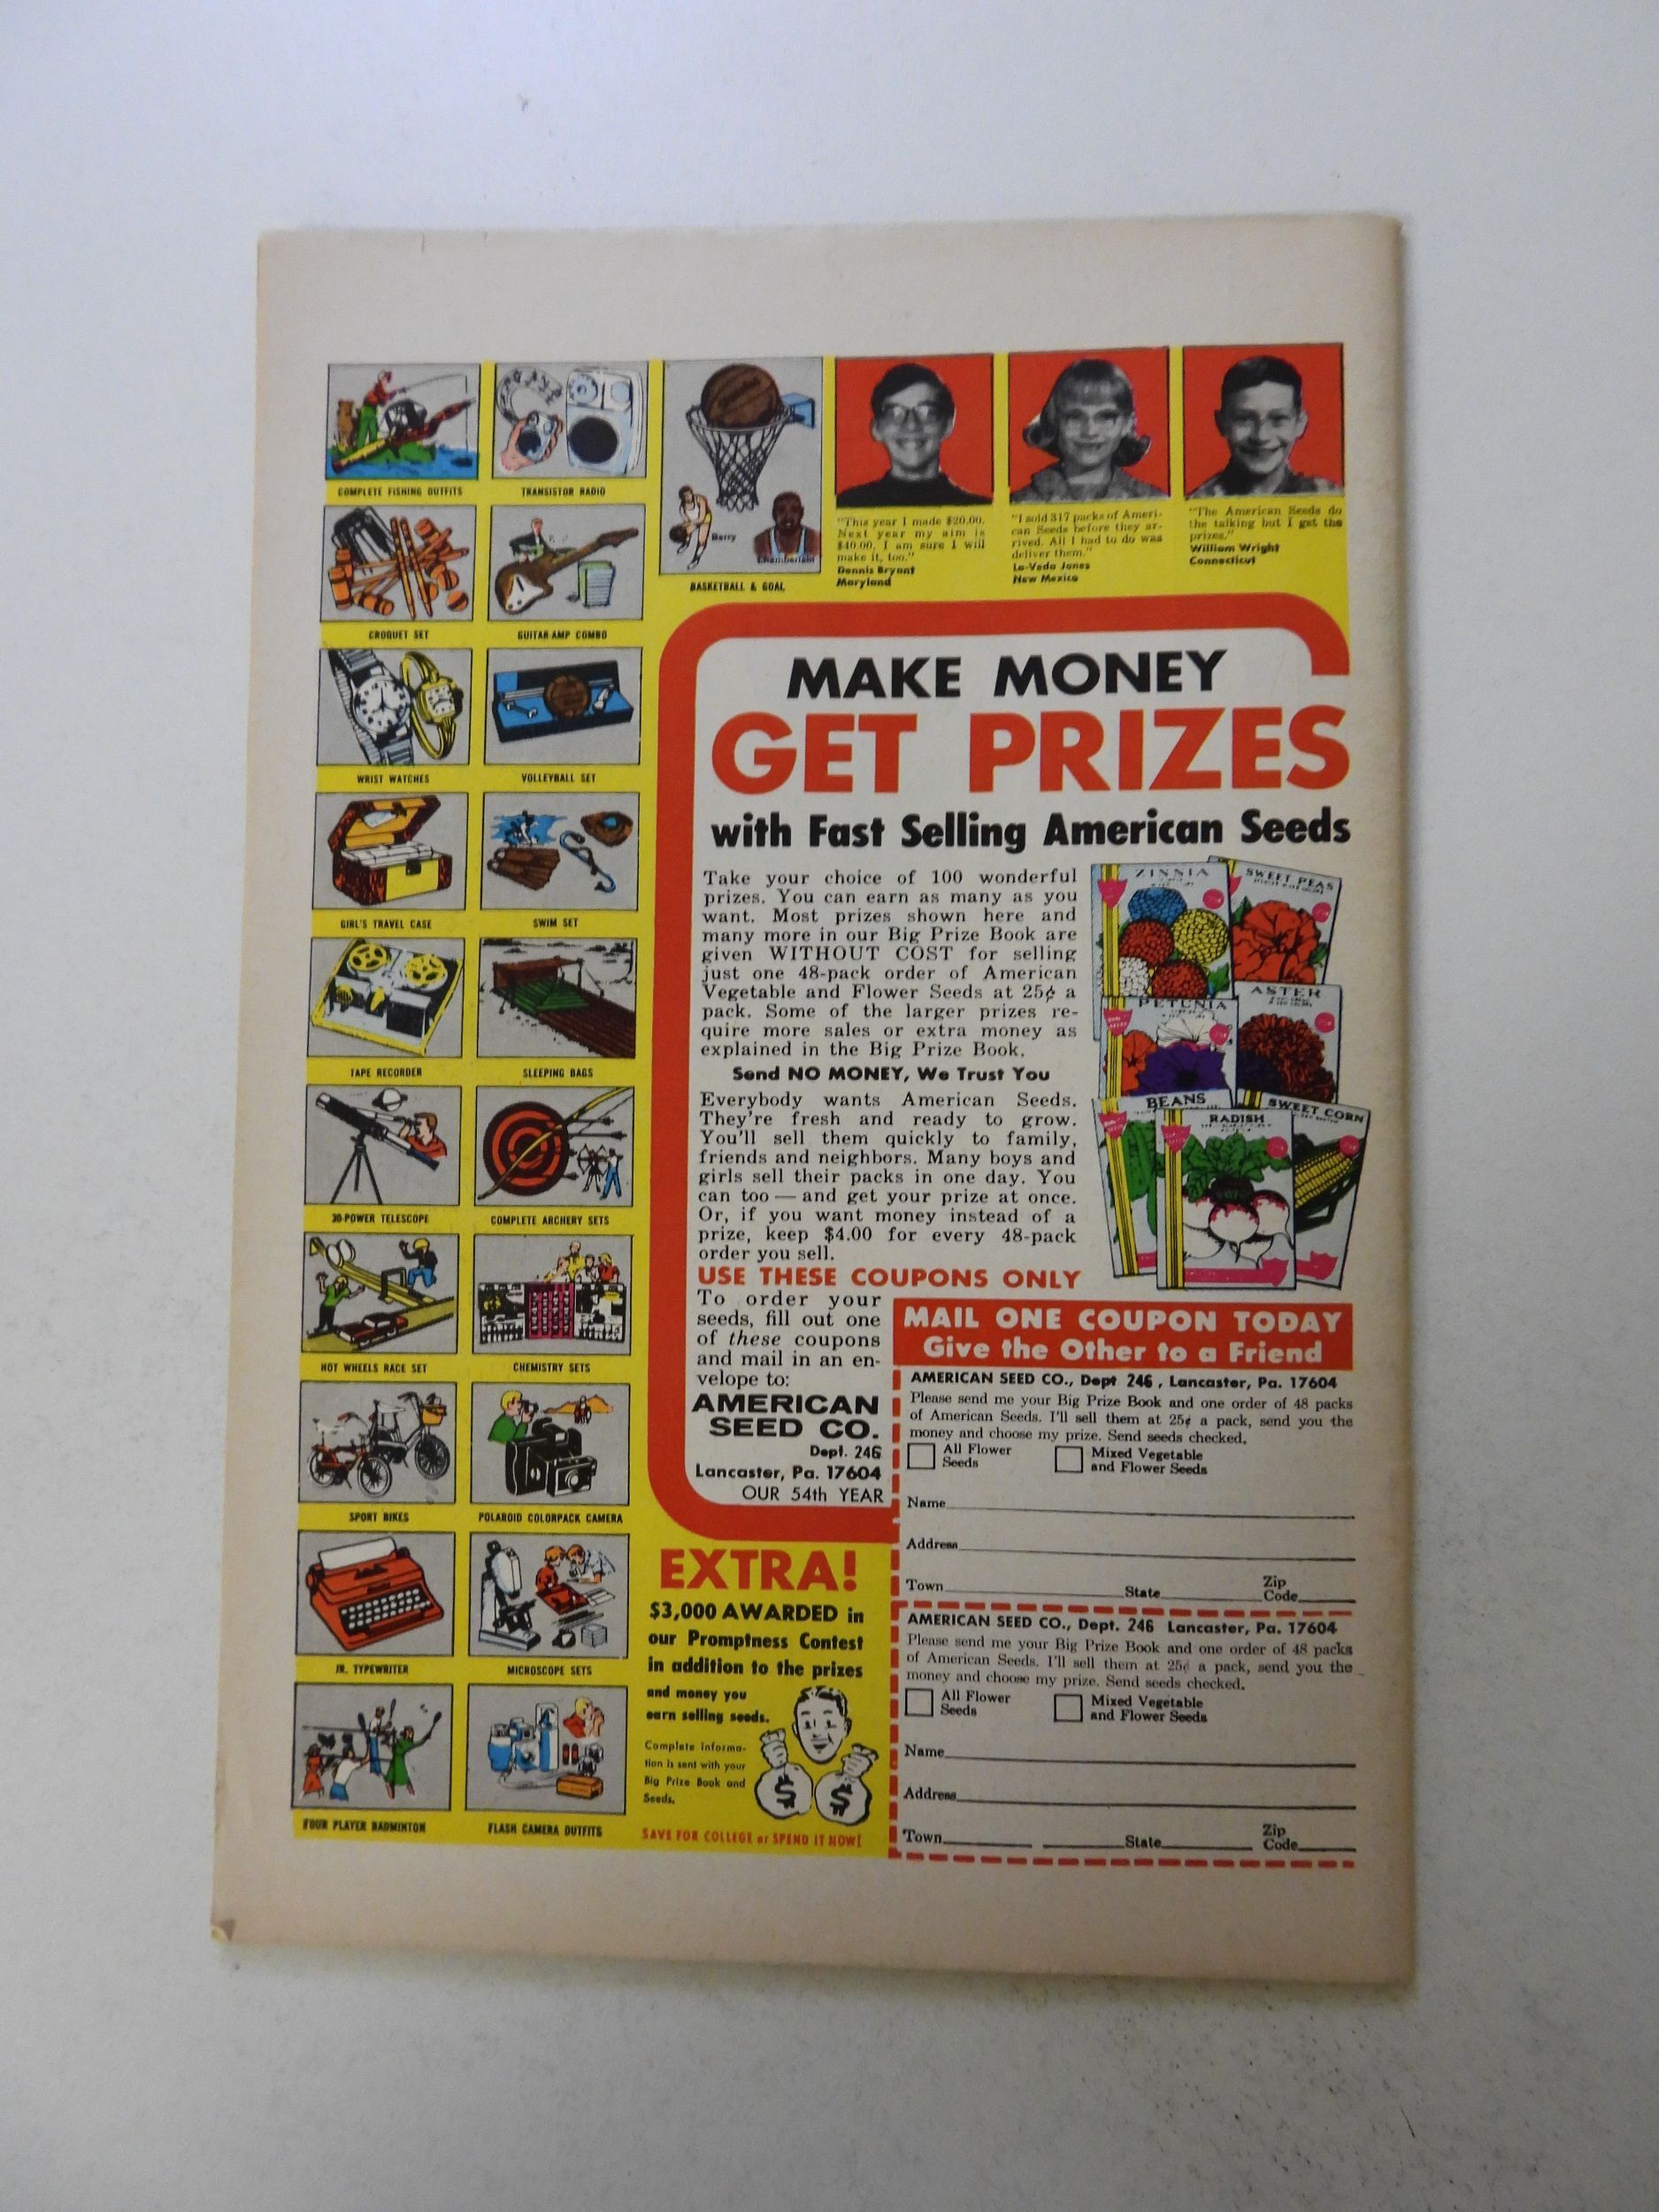 COMPLETE FISHING OUTFITS
TRANSISTOR RADIO
Barry
Chamberlain
BASKETBALL & GOAL
"This year I made $20.00.
Next year my aim is
$40.00. I am sure I will
make it, too."
Dennis Bryant
Maryland
"I sold 317 packs of Ameri-
can Seeds before they ar-
rived. All I had to do was
deliver them."
La-Veda Jones
New Mexico
"The American Seeds do
the talking but I get the
prizes."
William Wright
Connecticut
CROQUET SET
GUITAR-AMP COMBO
WRIST WATCHES
VOLLEYBALL SET
GIRL'S TRAVEL CASE
SWIM SET
TAPE RECORDER
SLEEPING BAGS
30-POWER TELESCOPE
COMPLETE ARCHERY SETS
HOT WHEELS RACE SET
CHEMISTRY SETS
SPORT BIKES
POLAROID COLORPACK CAMERA
JR. TYPEWRITER
MICROSCOPE SETS
FOUR PLAYER BADMINTON
FLASH CAMERA OUTFITS
MAKE MONEY
GET PRIZES
with Fast Selling American Seeds
Take your choice of 100 wonderful
prizes. You can earn as many as you
want. Most prizes shown here and
many more in our Big Prize Book are
given WITHOUT COST for selling
just one 48-pack order of American
Vegetable and Flower Seeds at 25¢ a
pack. Some of the larger prizes re-
quire more sales or extra money as
explained in the Big Prize Book.
Send NO MONEY, We Trust You
Everybody wants American Seeds.
They're fresh and ready to grow.
You'll sell them quickly to family,
friends and neighbors. Many boys and
girls sell their packs in one day. You
can too — and get your prize at once.
Or, if you want money instead of a
prize, keep $4.00 for every 48-pack
order you sell.
ZINNIA
SWEET PEAS
PETUNIA
ASTER
BEANS
RADISH
SWEET CORN
USE THESE COUPONS ONLY
To order your
seeds, fill out one
of these coupons
and mail in an en-
velope to:
AMERICAN
SEED CO.
Dept. 246
Lancaster, Pa. 17604
OUR 54th YEAR
MAIL ONE COUPON TODAY
Give the Other to a Friend
AMERICAN SEED CO., Dept 246, Lancaster, Pa. 17604
Please send me your Big Prize Book and one order of 48 packs
of American Seeds. I'll sell them at 25¢ a pack, send you the
money and choose my prize. Send seeds checked.
All Flower
Seeds
Mixed Vegetable
and Flower Seeds
Name
Address
Town State Zip
Code
AMERICAN SEED CO., Dept. 246 Lancaster, Pa. 17604
Please send me your Big Prize Book and one order of 48 packs
of American Seeds. I'll sell them at 25¢ a pack, send you the
money and choose my prize. Send seeds checked.
All Flower
Seeds
Mixed Vegetable
and Flower Seeds
Name
Address
Town State Zip
Code
EXTRA!
$3,000 AWARDED in
our Promptness Contest
in addition to the prizes
and money you
earn selling seeds.
Complete informa-
tion is sent with your
Big Prize Book and
Seeds.
$ $
SAVE FOR COLLEGE or SPEND IT NOW!